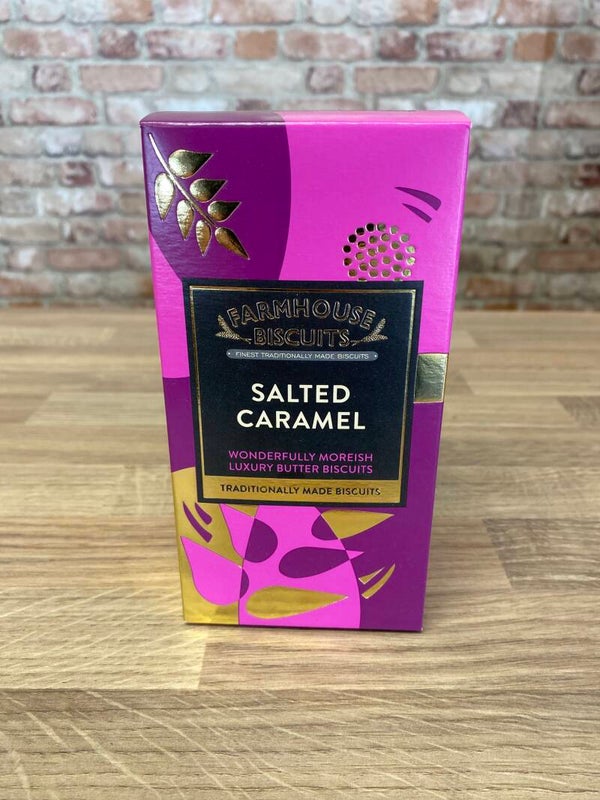 FARMHOUSE
BISCUITS
FINEST TRADITIONALLY MADE BISCUITS
SALTED
CARAMEL
WONDERFULLY MOREISH
LUXURY BUTTER BISCUITS
TRADITIONALLY MADE BISCUITS